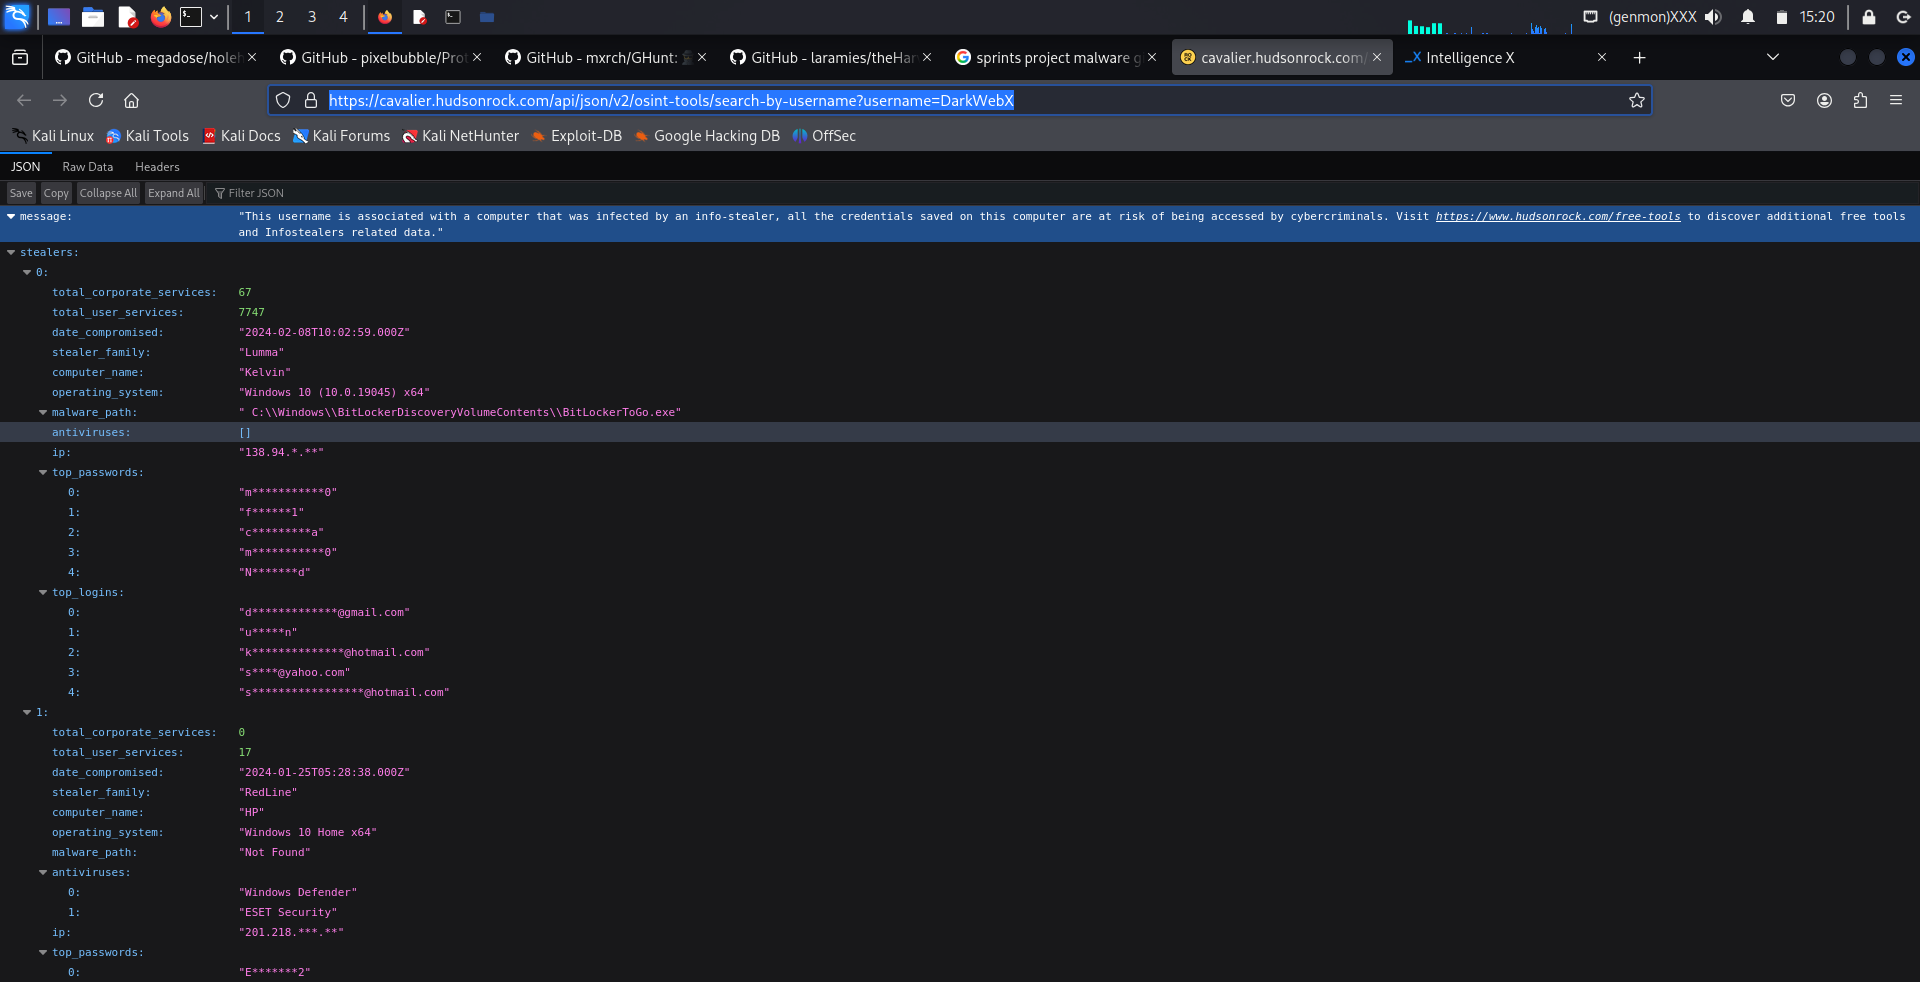 1 2 3 4 (genmon)XXX 15:20
GitHub - megadose/holeh GitHub - pixelbubble/Prot GitHub - mxrch/GHunt: GitHub - laramies/theHar sprints project malware g cavalier.hudsonrock.com/ Intelligence X
https://cavalier.hudsonrock.com/api/json/v2/osint-tools/search-by-username?username=DarkWebX
Kali Linux Kali Tools Kali Docs Kali Forums Kali NetHunter Exploit-DB Google Hacking DB OffSec
JSON Raw Data Headers
Save Copy Collapse All Expand All Filter JSON
message: "This username is associated with a computer that was infected by an info-stealer, all the credentials saved on this computer are at risk of being accessed by cybercriminals. Visit https://www.hudsonrock.com/free-tools to discover additional free tools
and Infostealers related data."
stealers:
0:
total_corporate_services: 67
total_user_services: 7747
date_compromised: "2024-02-08T10:02:59.000Z"
stealer_family: "Lumma"
computer_name: "Kelvin"
operating_system: "Windows 10 (10.0.19045) x64"
malware_path: " C:\\Windows\\BitLockerDiscoveryVolumeContents\\BitLockerToGo.exe"
antiviruses: []
ip: "138.94.*.**"
top_passwords:
0: "m***********0"
1: "f******1"
2: "c*********a"
3: "m***********0"
4: "N*******d"
top_logins:
0: "d*************@gmail.com"
1: "u*****n"
2: "k**************@hotmail.com"
3: "s****@yahoo.com"
4: "s*****************@hotmail.com"
1:
total_corporate_services: 0
total_user_services: 17
date_compromised: "2024-01-25T05:28:38.000Z"
stealer_family: "RedLine"
computer_name: "HP"
operating_system: "Windows 10 Home x64"
malware_path: "Not Found"
antiviruses:
0: "Windows Defender"
1: "ESET Security"
ip: "201.218.***.**"
top_passwords:
0: "E*******2"